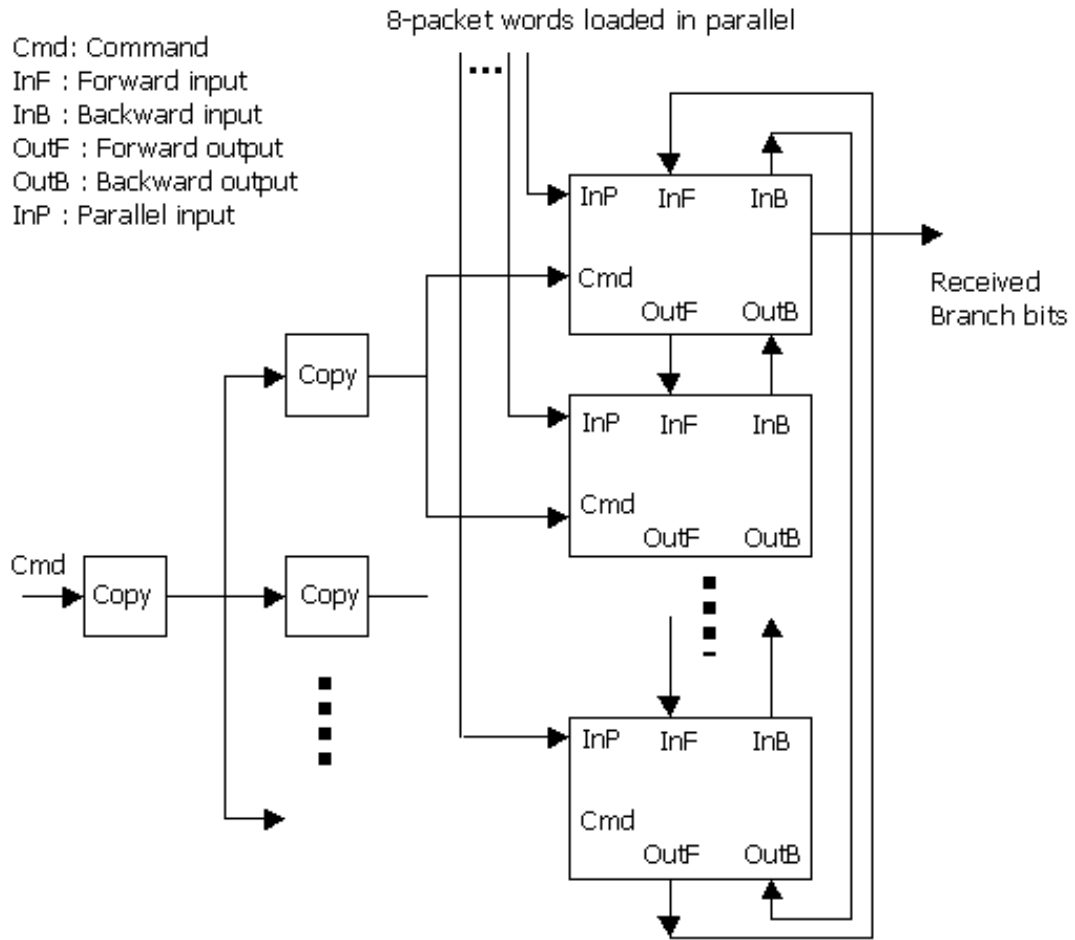 8-packet words loaded in parallel
Cmd: Command
InF : Forward input
InB : Backward input
OutF : Forward output
OutB : Backward output
InP : Parallel input
InP InF InB
Cmd
OutF OutB
Received
Branch bits
Copy
InP InF InB
Cmd
OutF OutB
Cmd
Copy
Copy
InP InF InB
Cmd
OutF OutB